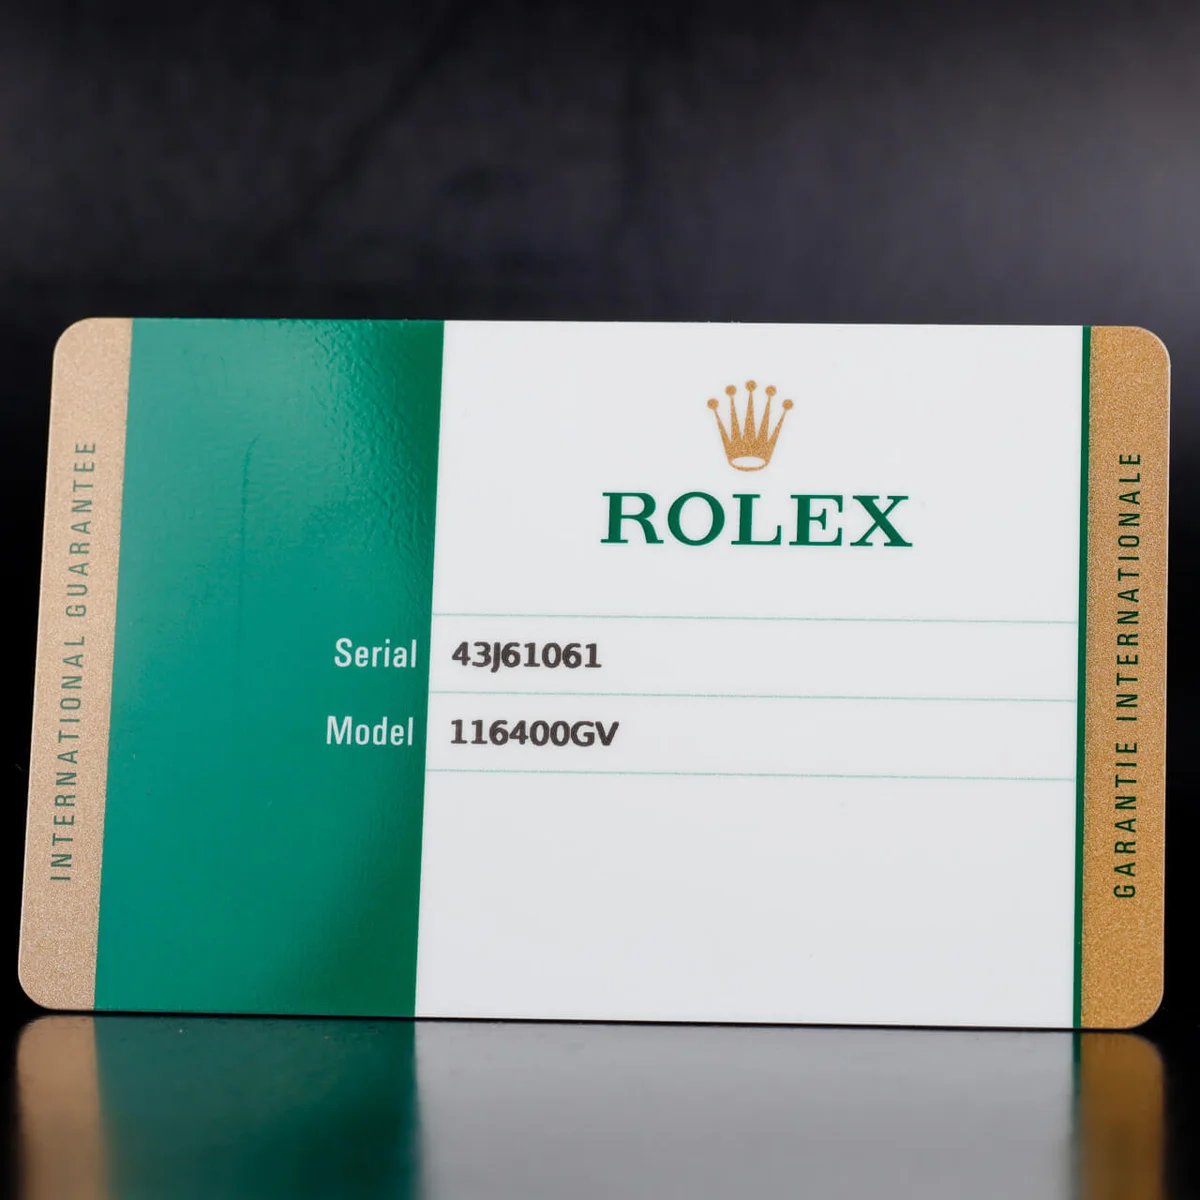 INTERNATIONAL GUARANTEE
ROLEX
Serial 43J61061
Model 116400GV
GARANTIE INTERNATIONALE